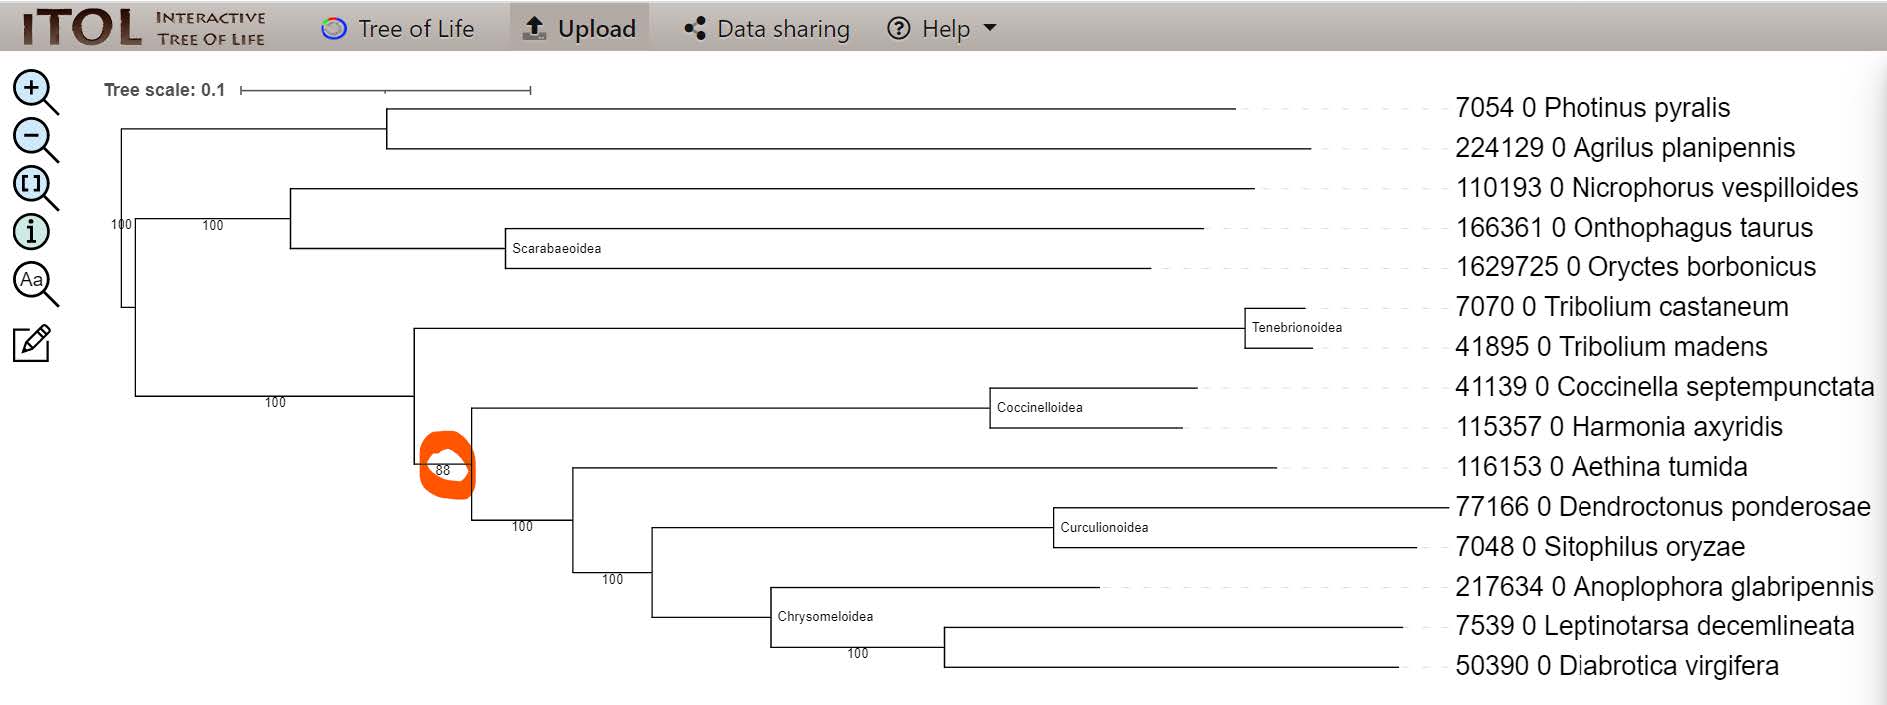 iTOL INTERACTIVE TREE OF LIFE
Tree of Life
Upload
Data sharing
Help
Tree scale: 0.1
7054 0 Photinus pyralis
224129 0 Agrilus planipennis
110193 0 Nicrophorus vespilloides
100
100
166361 0 Onthophagus taurus
Scarabaeoidea
1629725 0 Oryctes borbonicus
Aa
7070 0 Tribolium castaneum
Tenebrionoidea
41895 0 Tribolium madens
41139 0 Coccinella septempunctata
100
Coccinelloidea
115357 0 Harmonia axyridis
88
116153 0 Aethina tumida
77166 0 Dendroctonus ponderosae
100
Curculionoidea
7048 0 Sitophilus oryzae
100
217634 0 Anoplophora glabripennis
Chrysomeloidea
7539 0 Leptinotarsa decemlineata
100
50390 0 Diabrotica virgifera